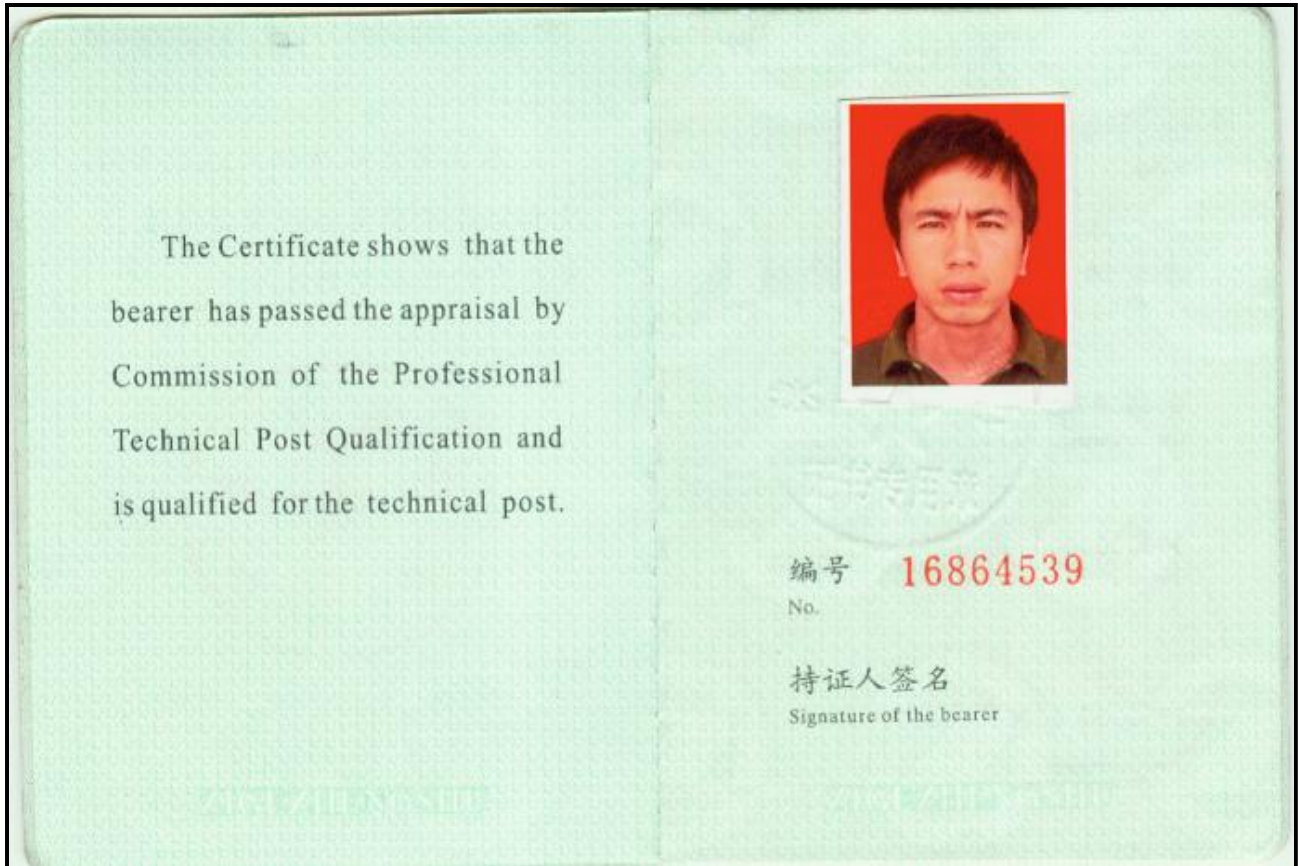 The Certificate shows that the
bearer has passed the appraisal by
Commission of the Professional
Technical Post Qualification and
is qualified for the technical post.
编号 16864539
No.
持证人签名
Signature of the bearer